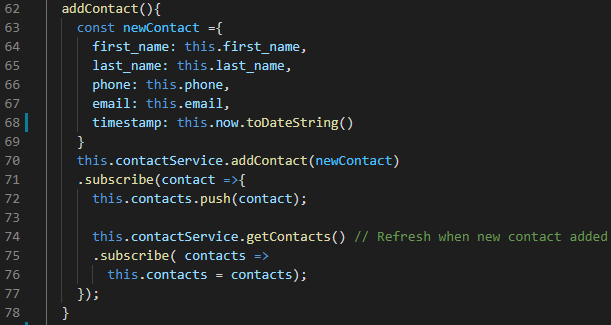 62 addContact(){
63 const newContact ={
64 first_name: this.first_name,
65 last_name: this.last_name,
66 phone: this.phone,
67 email: this.email,
68 timestamp: this.now.toDateString()
69 }
70 this.contactService.addContact(newContact)
71 .subscribe(contact =>{
72 this.contacts.push(contact);
73
74 this.contactService.getContacts() // Refresh when new contact added
75 .subscribe( contacts =>
76 this.contacts = contacts);
77 });
78 }